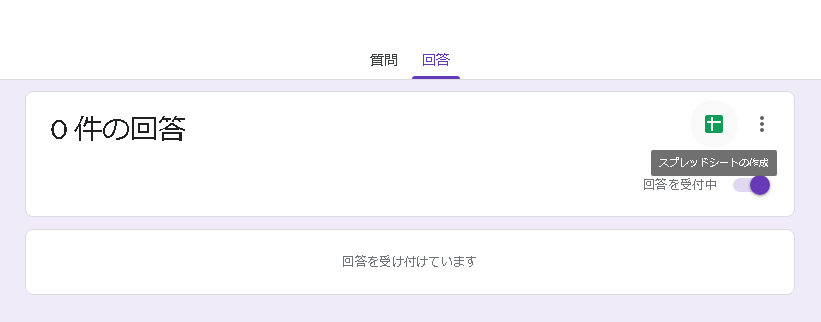 質問 回答
0 件の回答
スプレッドシートの作成
回答を受付中
回答を受け付けています